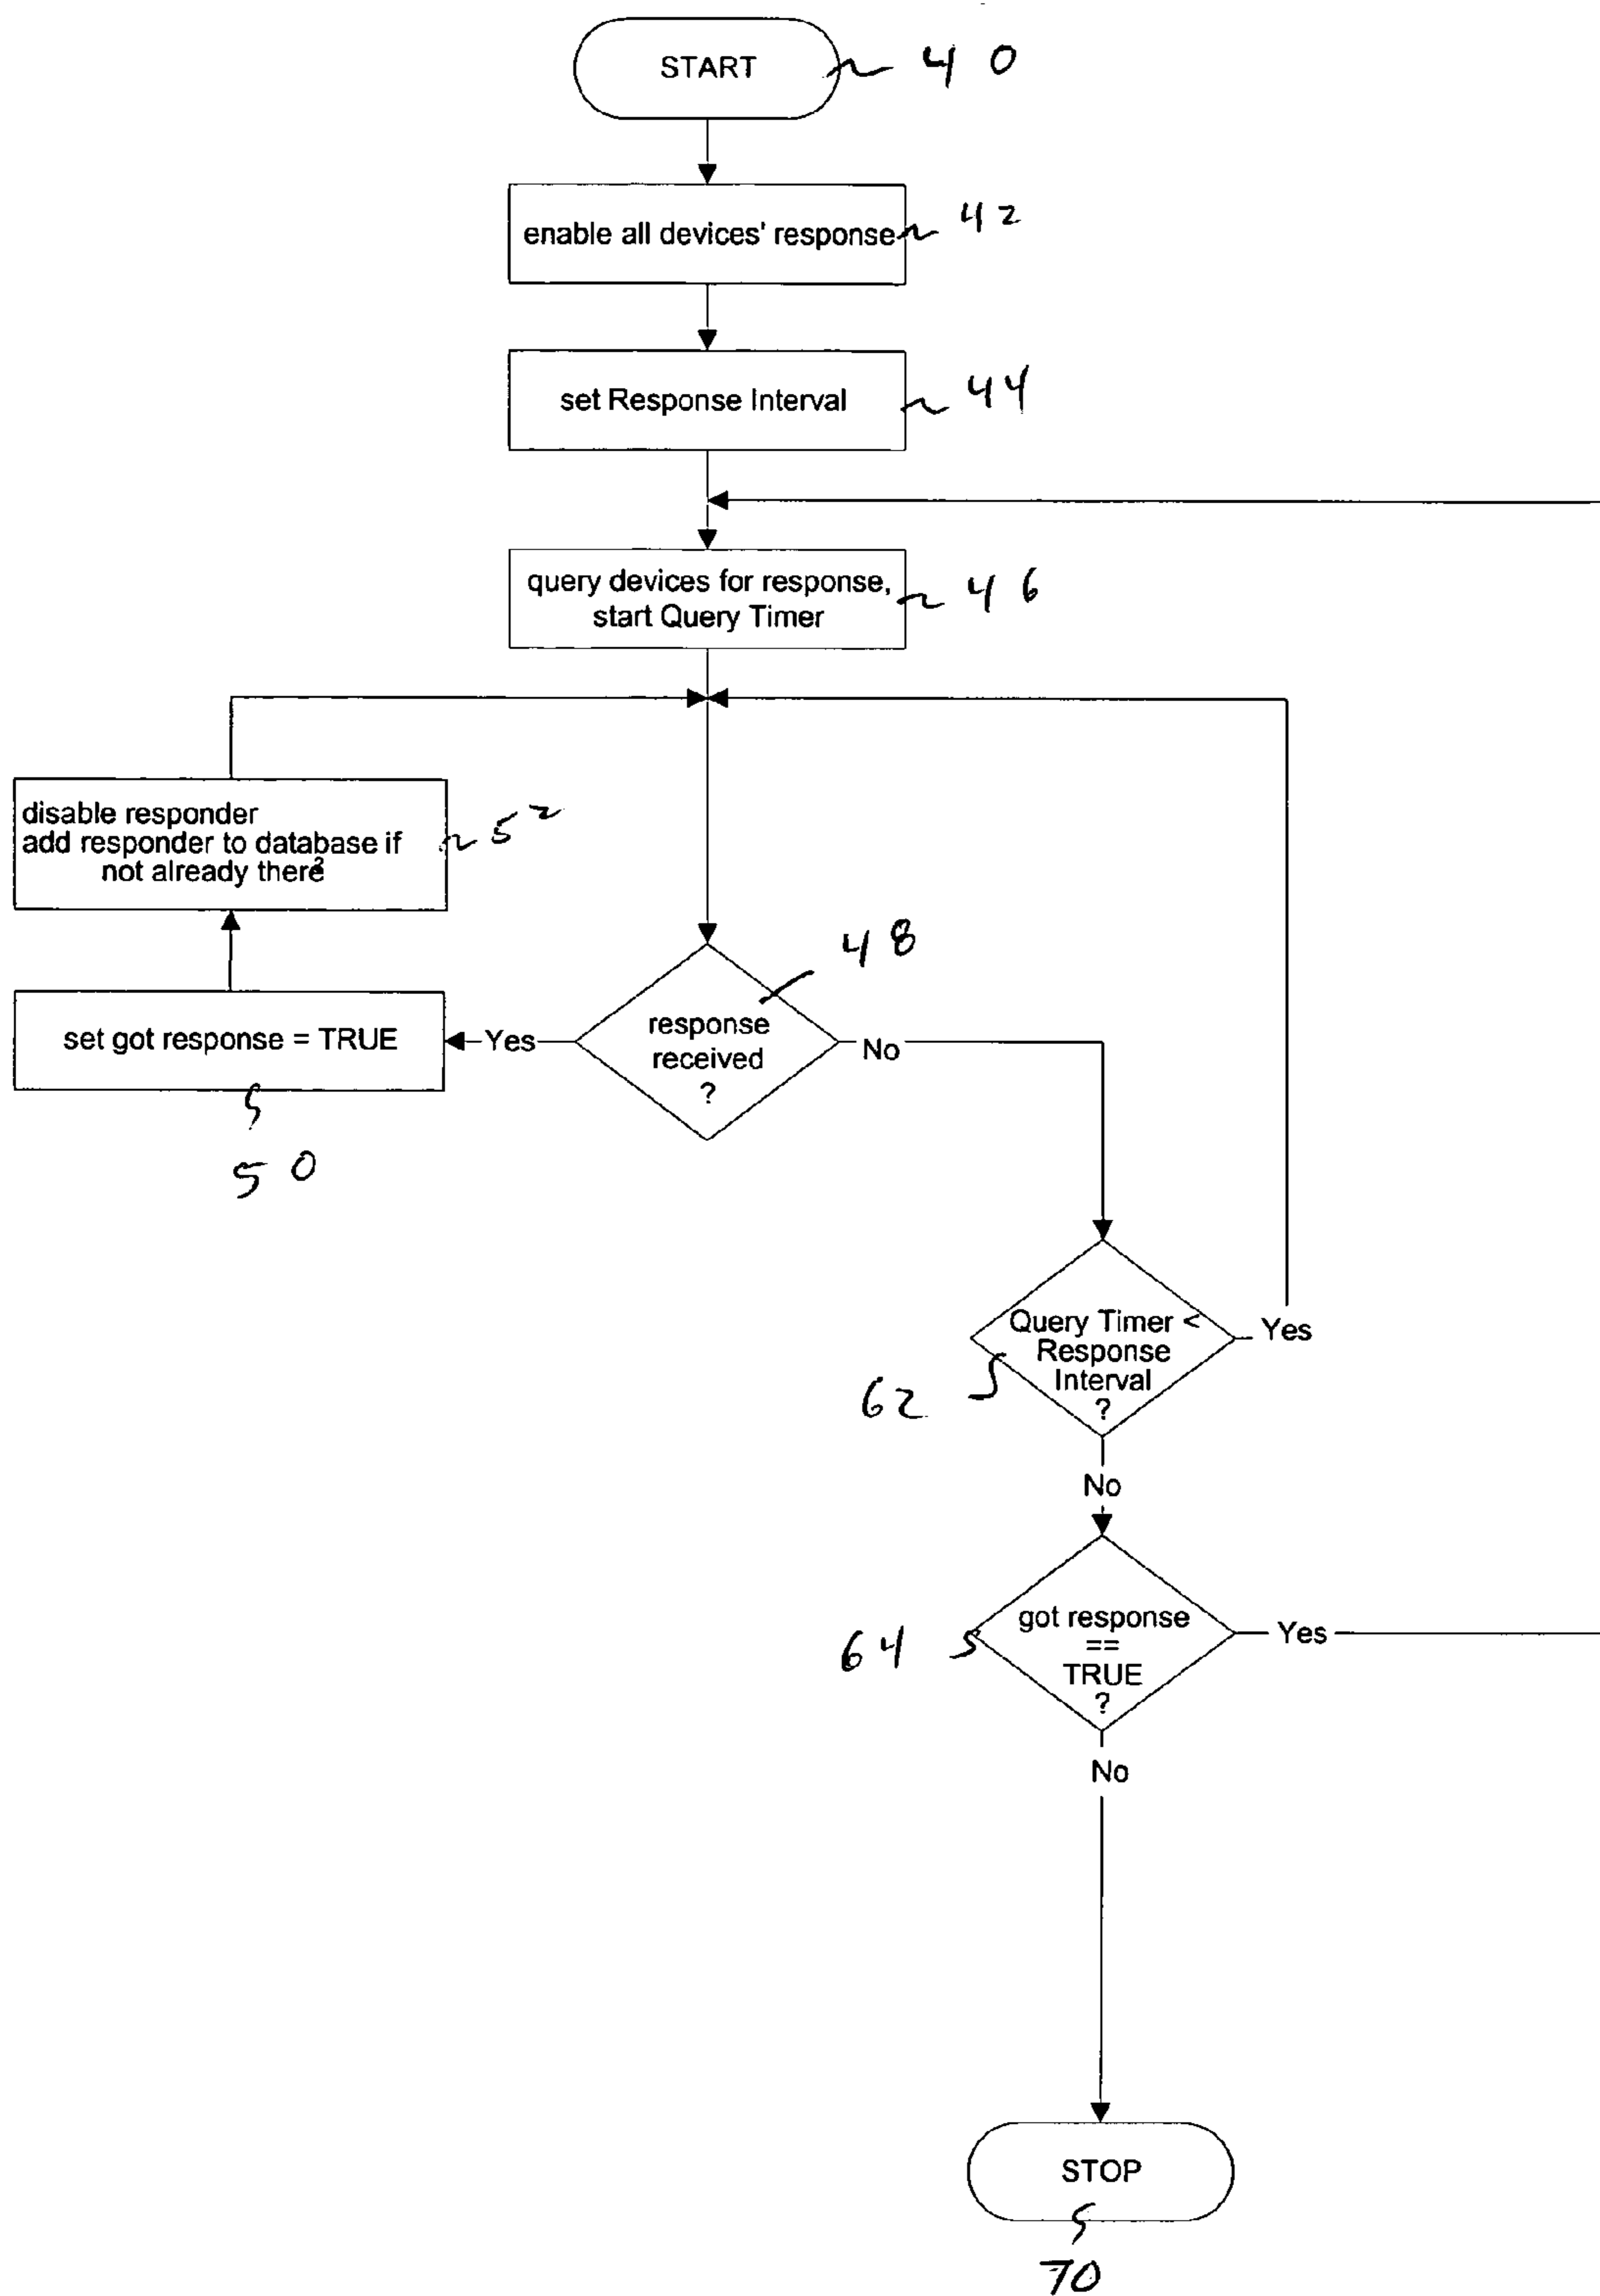 START
40
enable all devices' response
42
set Response Interval
44
query devices for response,
start Query Timer
46
disable responder
add responder to database if
not already there
52
48
response
received
?
Yes
No
set got response = TRUE
50
Query Timer <
Response
Interval
?
Yes
62
No
got response
==
TRUE
?
Yes
64
No
STOP
70